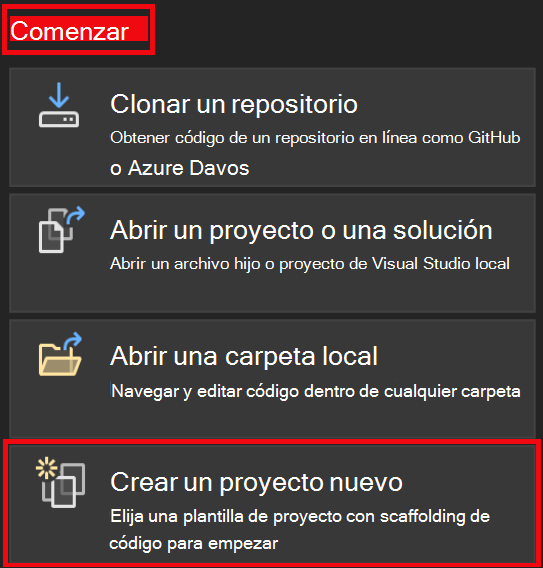 Comenzar
Clonar un repositorio
Obtener código de un repositorio en línea como GitHub
o Azure Davos
Abrir un proyecto o una solución
Abrir un archivo hijo o proyecto de Visual Studio local
Abrir una carpeta local
Navegar y editar código dentro de cualquier carpeta
Crear un proyecto nuevo
Elija una plantilla de proyecto con scaffolding de
código para empezar